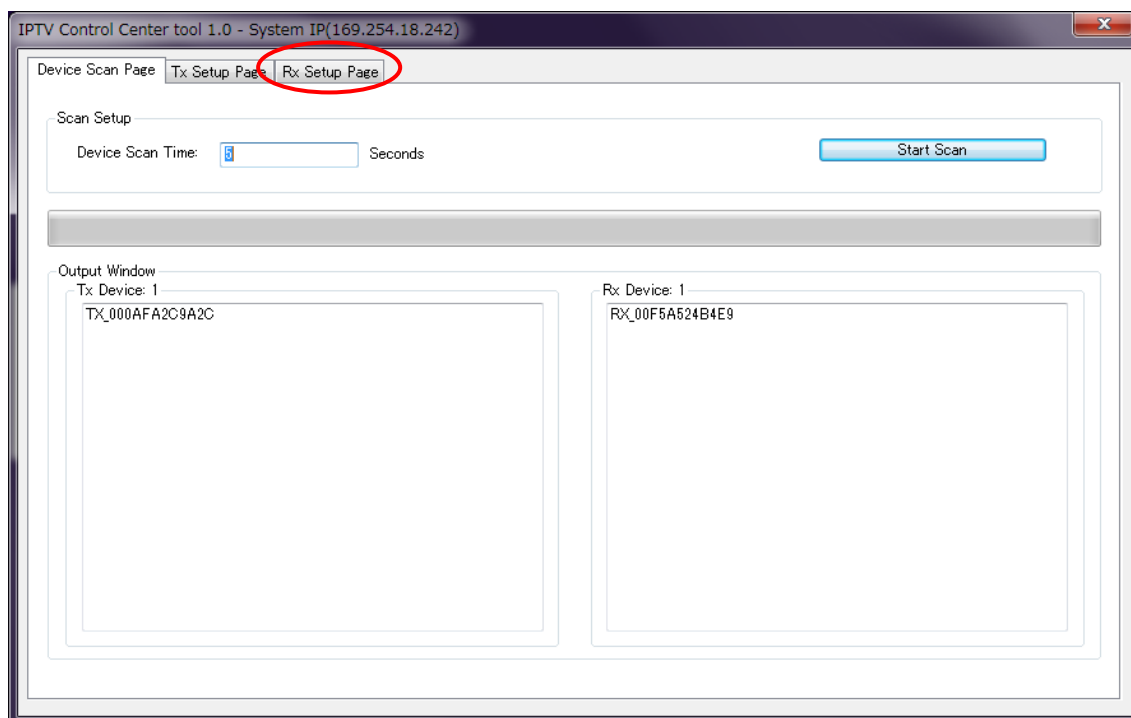 IPTV Control Center tool 1.0 - System IP(169.254.18.242)
Device Scan Page Tx Setup Page Rx Setup Page
Scan Setup
Device Scan Time: 5 Seconds Start Scan
Output Window
Tx Device: 1 Rx Device: 1
TX_000AFA2C9A2C RX_00F5A524B4E9